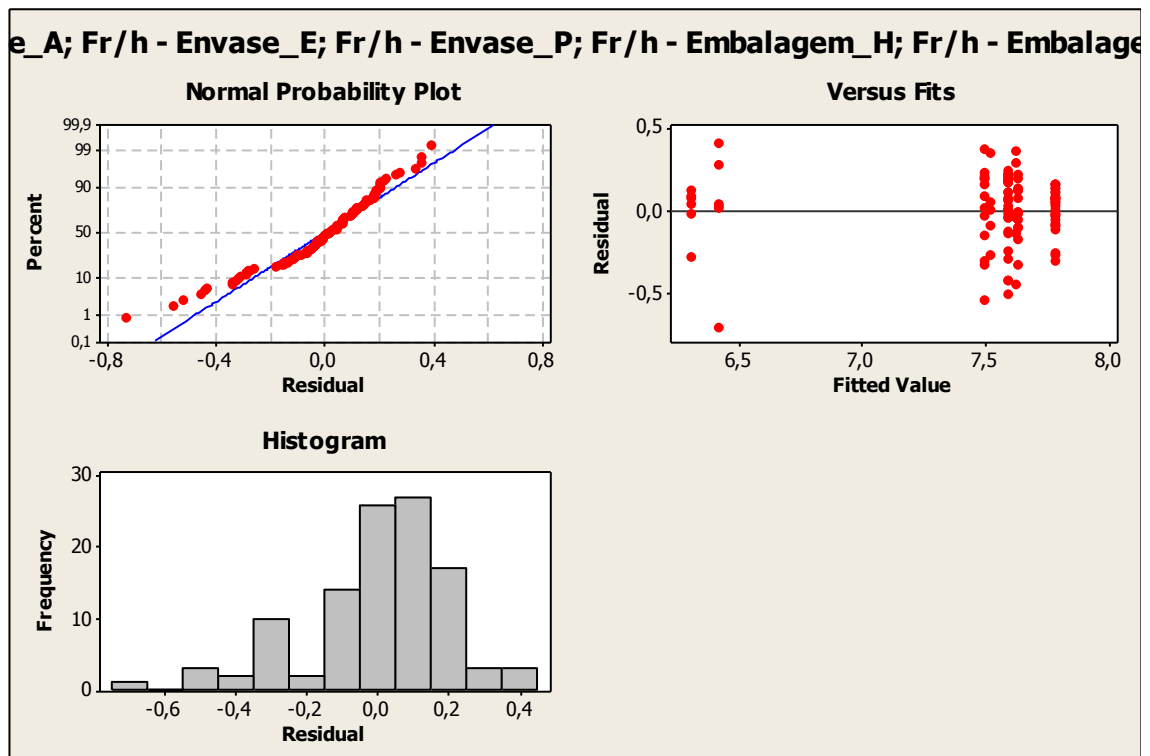 e_A; Fr/h - Envase_E; Fr/h - Envase_P; Fr/h - Embalagem_H; Fr/h - Embalage
Normal Probability Plot
99,9
99
90
50
10
1
0,1
Percent
-0,8 -0,4 0,0 0,4 0,8
Residual
Versus Fits
0,5
0,0
-0,5
Residual
6,5 7,0 7,5 8,0
Fitted Value
Histogram
30
20
10
0
Frequency
-0,6 -0,4 -0,2 0,0 0,2 0,4
Residual